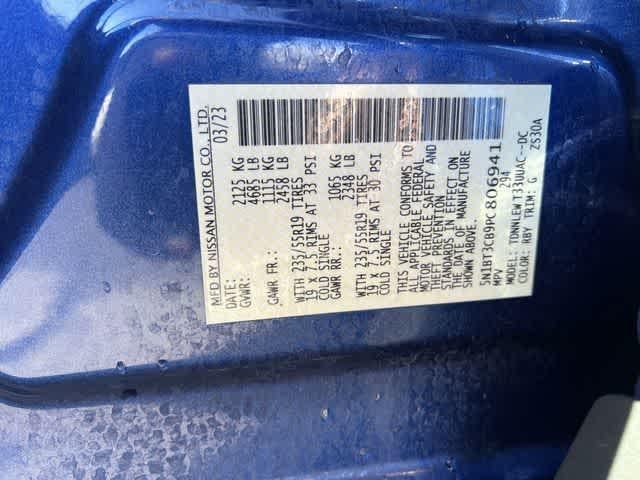 MFD BY NISSAN MOTOR CO., LTD.
DATE: 03/23
GVWR: 2125 KG
4685 LB
GAWR FR.: 1115 KG
2458 LB
WITH 235/55R19 TIRES
19 X 7.5 RIMS AT 33 PSI
COLD SINGLE
GAWR RR.: 1065 KG
2348 LB
WITH 235/55R19 TIRES
19 X 7.5 RIMS AT 30 PSI
COLD SINGLE
THIS VEHICLE CONFORMS TO
ALL APPLICABLE FEDERAL
MOTOR VEHICLE SAFETY AND
THEFT PREVENTION
STANDARDS IN EFFECT ON
THE DATE OF MANUFACTURE
SHOWN ABOVE.
5N1BT3CB9PC806941
MPV 294
MODEL: TDNNLEW T33UUAC--DC
COLOR: RBY TRIM: G ZS30A